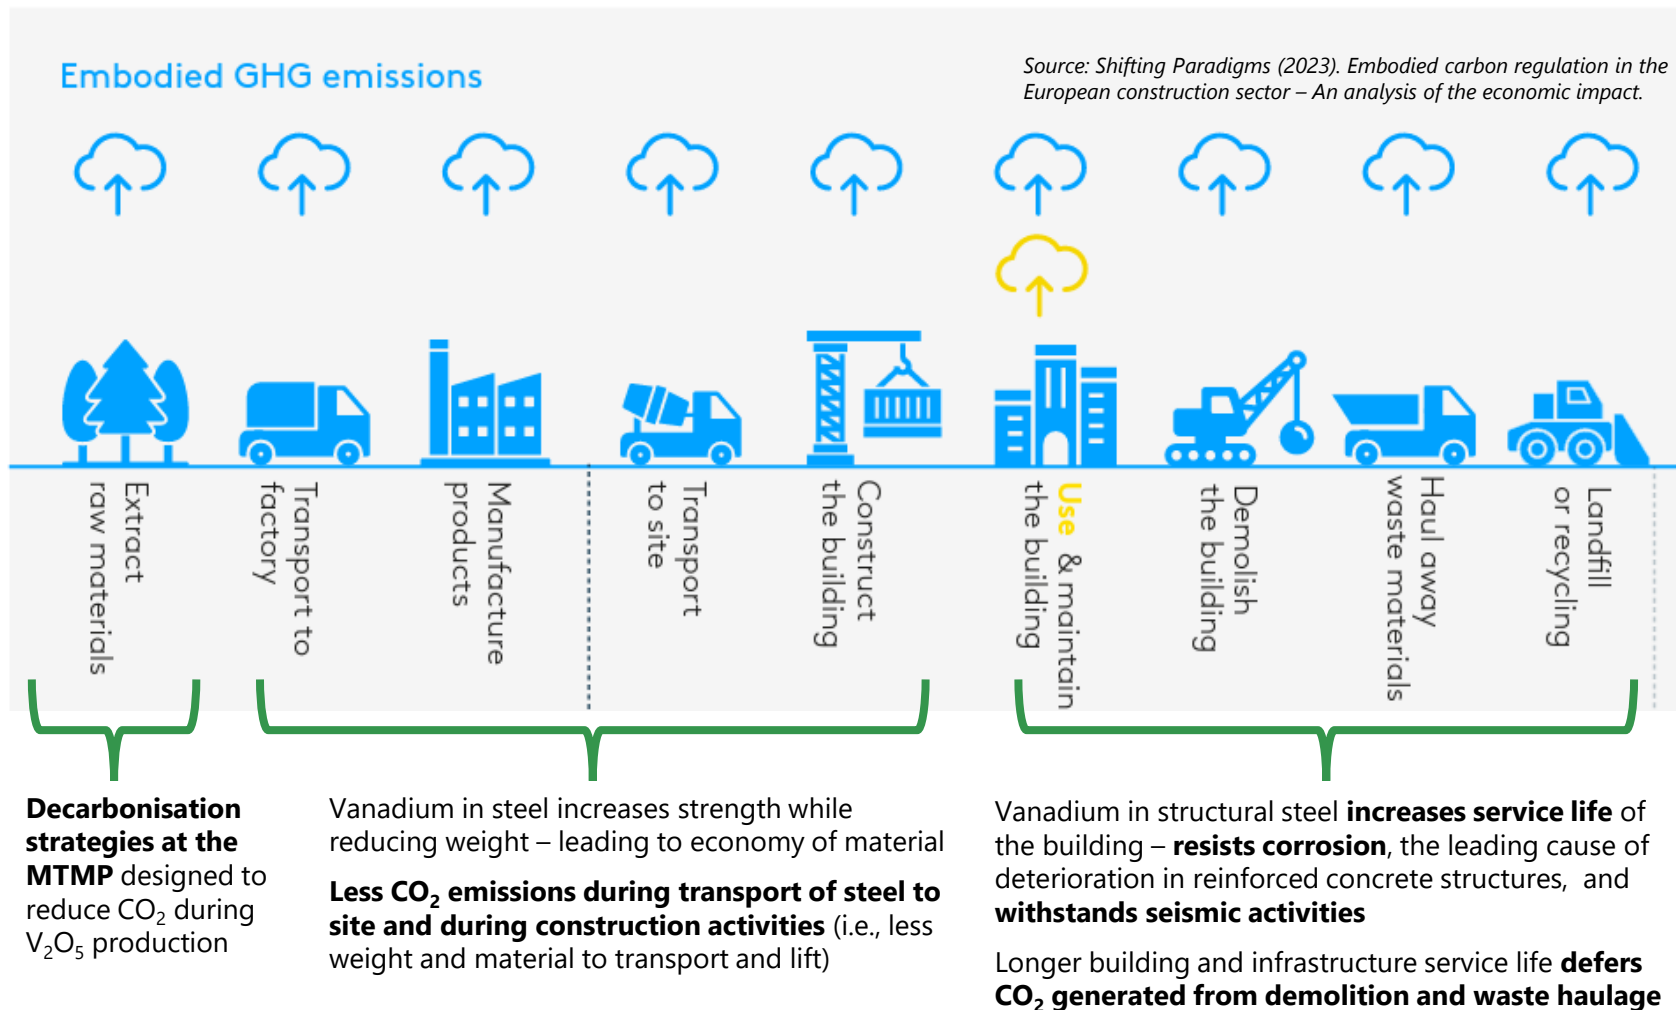 Embodied GHG emissions
Source: Shifting Paradigms (2023). Embodied carbon regulation in the
European construction sector – An analysis of the economic impact.
Extract
raw materials
Transport to
factory
Manufacture
products
Transport
to site
Construct
the building
Use & maintain
the building
Demolish
the building
Haul away
waste materials
Landfill
or recycling
Decarbonisation
strategies at the
MTMP designed to
reduce CO₂ during
V₂O₅ production
Vanadium in steel increases strength while
reducing weight – leading to economy of material
Less CO₂ emissions during transport of steel to
site and during construction activities (i.e., less
weight and material to transport and lift)
Vanadium in structural steel increases service life of
the building – resists corrosion, the leading cause of
deterioration in reinforced concrete structures, and
withstands seismic activities
Longer building and infrastructure service life defers
CO₂ generated from demolition and waste haulage